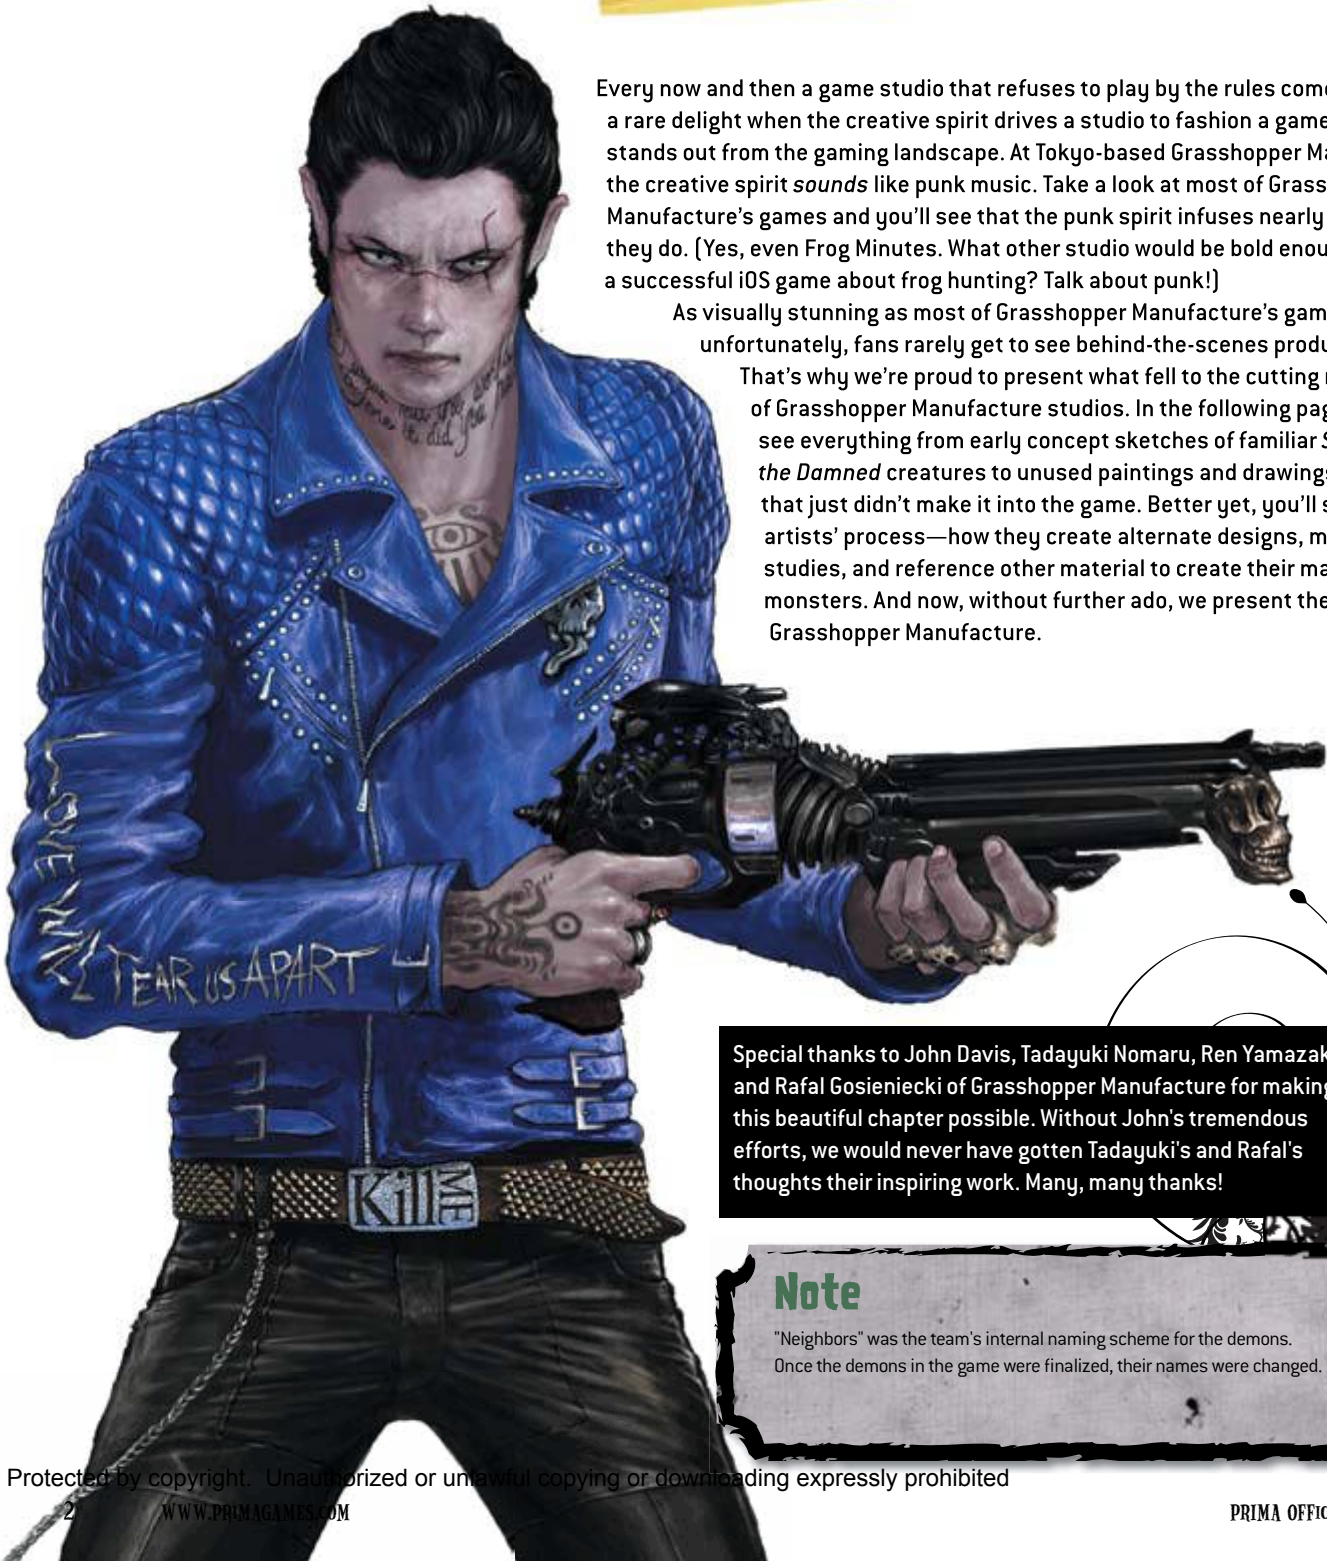 Every now and then a game studio that refuses to play by the rules come
a rare delight when the creative spirit drives a studio to fashion a game
stands out from the gaming landscape. At Tokyo-based Grasshopper Ma
the creative spirit sounds like punk music. Take a look at most of Grass
Manufacture's games and you'll see that the punk spirit infuses nearly
they do. (Yes, even Frog Minutes. What other studio would be bold enou
a successful iOS game about frog hunting? Talk about punk!)
As visually stunning as most of Grasshopper Manufacture's gam
unfortunately, fans rarely get to see behind-the-scenes produ
That's why we're proud to present what fell to the cutting
of Grasshopper Manufacture studios. In the following pag
see everything from early concept sketches of familiar S
the Damned creatures to unused paintings and drawings
that just didn't make it into the game. Better yet, you'll s
artists' process—how they create alternate designs, m
studies, and reference other material to create their ma
monsters. And now, without further ado, we present the
Grasshopper Manufacture.
LOVE WILL
TEAR US APART
Kill ME
Special thanks to John Davis, Tadayuki Nomaru, Ren Yamazak
and Rafal Gosieniecki of Grasshopper Manufacture for making
this beautiful chapter possible. Without John's tremendous
efforts, we would never have gotten Tadayuki's and Rafal's
thoughts their inspiring work. Many, many thanks!
Note
"Neighbors" was the team's internal naming scheme for the demons.
Once the demons in the game were finalized, their names were changed.
Protected by copyright. Unauthorized or unlawful copying or downloading expressly prohibited
2 WWW.PRIMAGAMES.COM
PRIMA OFFIC